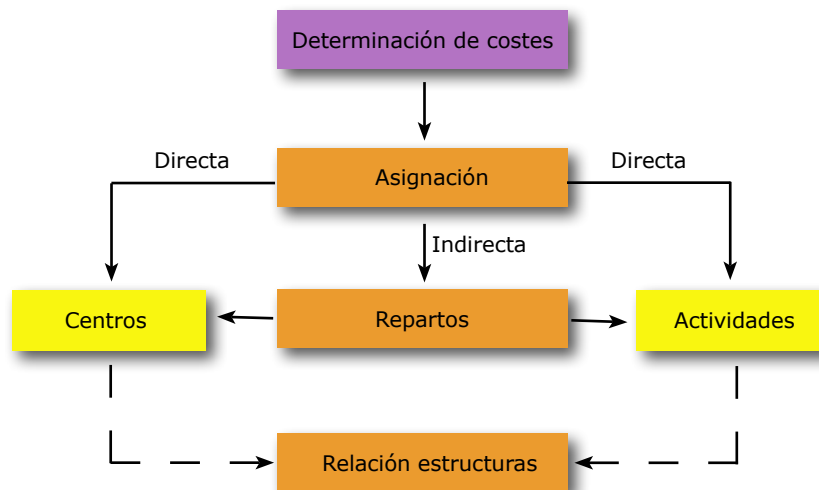 Determinación de costes
Directa
Directa
Asignación
Indirecta
Centros
Repartos
Actividades
Relación estructuras